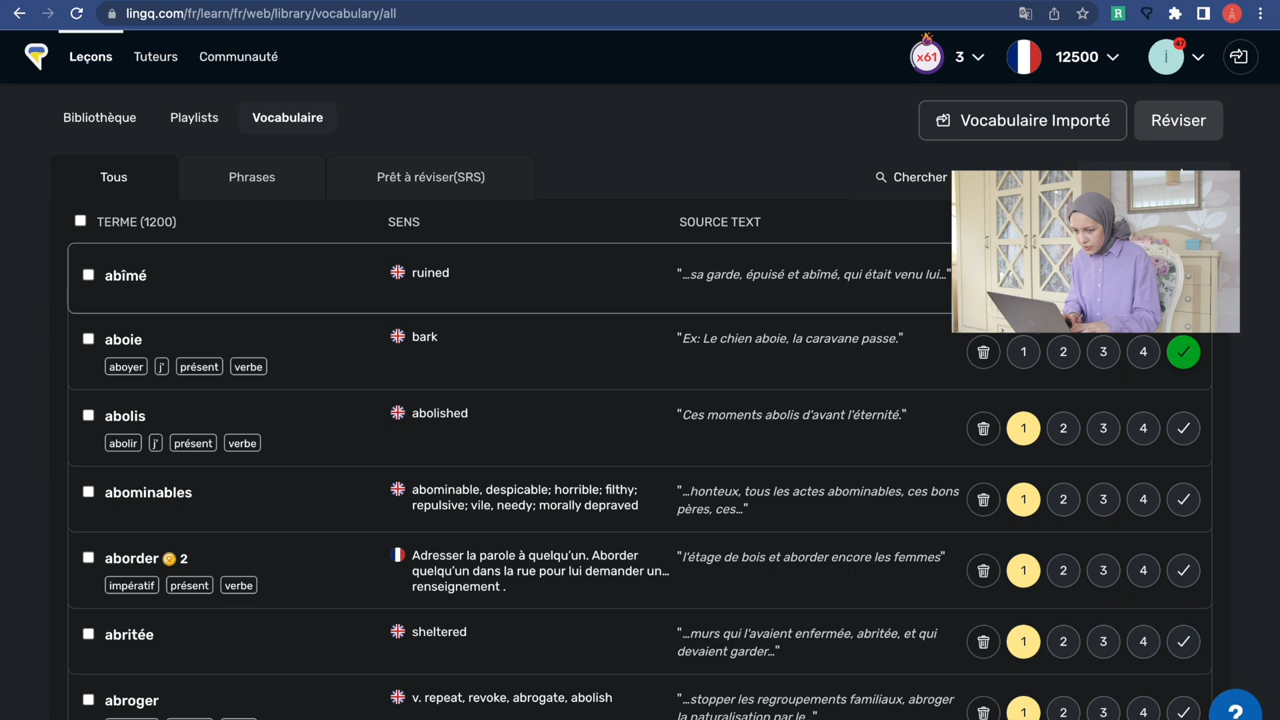 lingq.com/fr/learn/fr/web/library/vocabulary/all
R
A
Leçons
Tuteurs
Communauté
x61
3
12500
i
47
Bibliothèque
Playlists
Vocabulaire
Vocabulaire Importé
Réviser
Tous
Phrases
Prêt à réviser(SRS)
Chercher
TERME (1200)
SENS
SOURCE TEXT
abîmé
ruined
"...sa garde, épuisé et abîmé, qui était venu lui..."
aboie
bark
"Ex: Le chien aboie, la caravane passe."
aboyer j' présent verbe
1 2 3 4
abolis
abolished
"Ces moments abolis d'avant l'éternité."
abolir j' présent verbe
1 2 3 4
abominables
abominable, despicable; horrible; filthy;
repulsive; vile, needy; morally depraved
"...honteux, tous les actes abominables, ces bons
pères, ces..."
1 2 3 4
aborder 2
Adresser la parole à quelqu'un. Aborder
quelqu'un dans la rue pour lui demander un...
renseignement .
"l'étage de bois et aborder encore les femmes"
impératif présent verbe
1 2 3 4
abritée
sheltered
"...murs qui l'avaient enfermée, abritée, et qui
devaient garder..."
1 2 3 4
abroger
v. repeat, revoke, abrogate, abolish
"...stopper les regroupements familiaux, abroger
la naturalisation par le..."
1 2 3 4
?